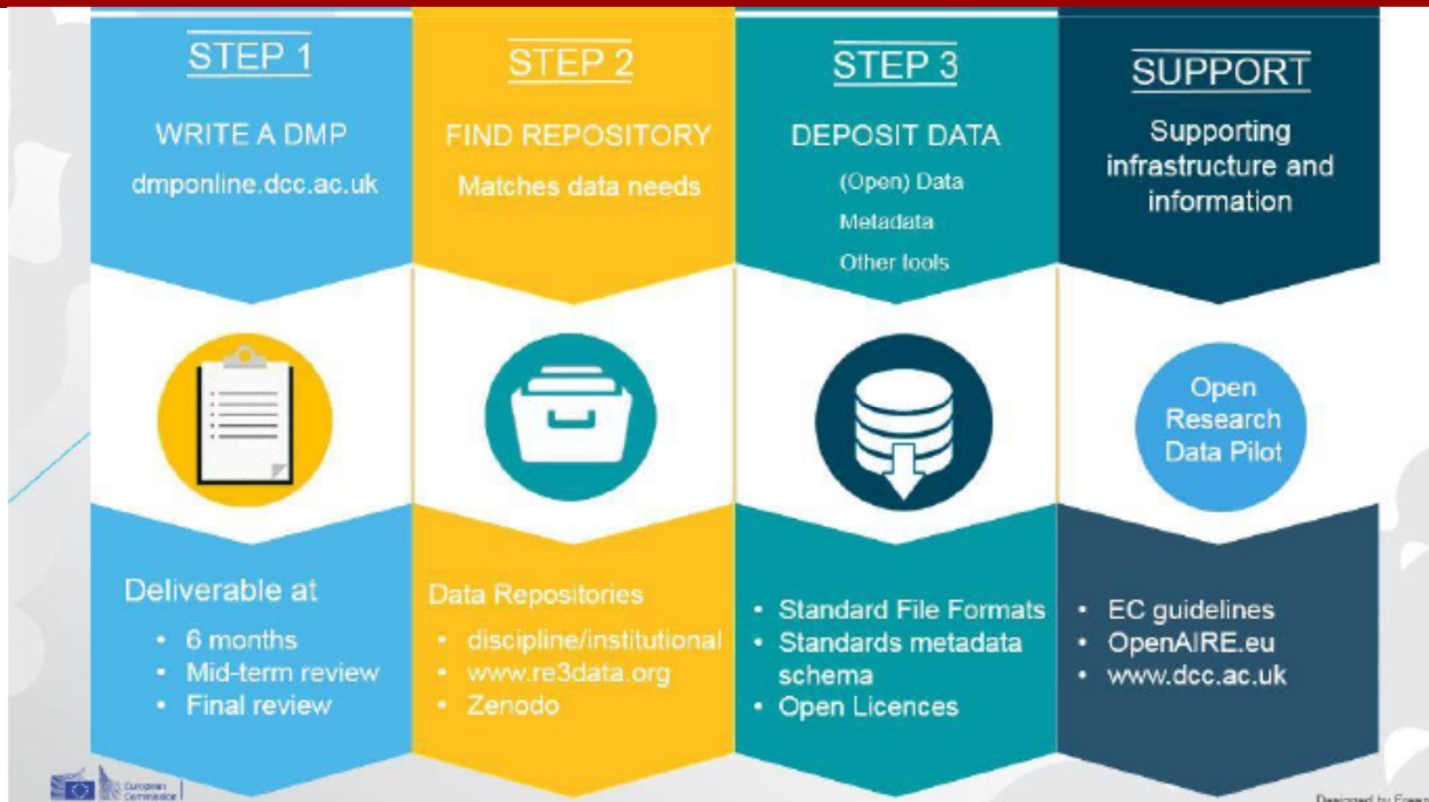 STEP 1
WRITE A DMP
dmponline.dcc.ac.uk
Deliverable at
• 6 months
• Mid-term review
• Final review
STEP 2
FIND REPOSITORY
Matches data needs
Data Repositories
• discipline/institutional
• www.re3data.org
• Zenodo
STEP 3
DEPOSIT DATA
(Open) Data
Metadata
Other tools
• Standard File Formats
• Standards metadata
schema
• Open Licences
SUPPORT
Supporting
infrastructure and
information
Open
Research
Data Pilot
• EC guidelines
• OpenAIRE.eu
• www.dcc.ac.uk
European
Commission
Designed by